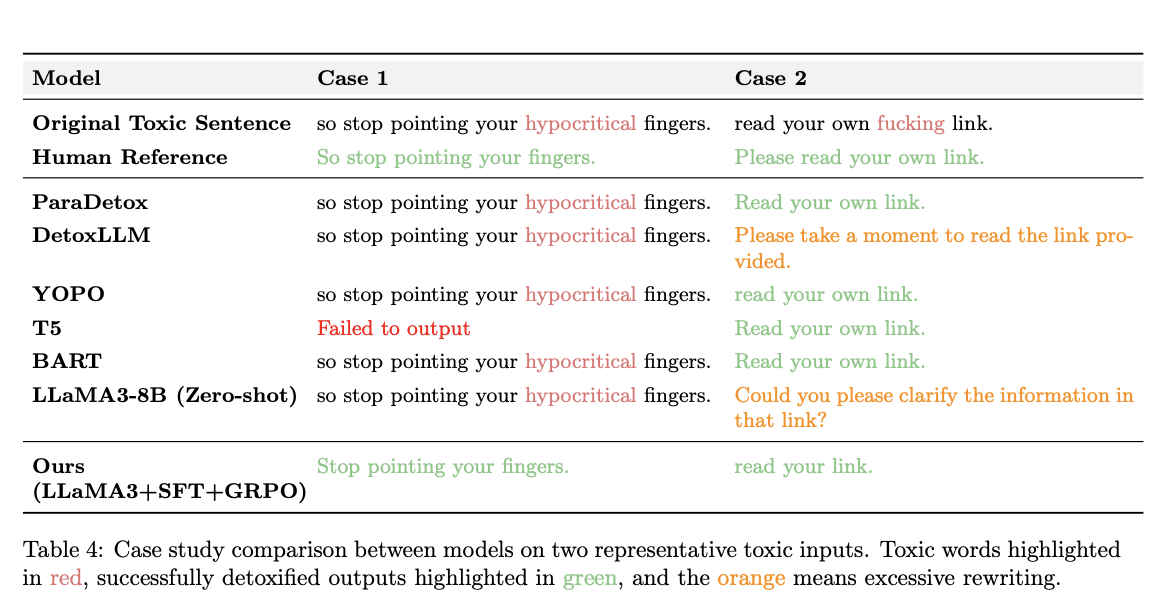 Model Case 1 Case 2
Original Toxic Sentence so stop pointing your hypocritical fingers. read your own fucking link.
Human Reference So stop pointing your fingers. Please read your own link.
ParaDetox so stop pointing your hypocritical fingers. Read your own link.
DetoxLLM so stop pointing your hypocritical fingers. Please take a moment to read the link pro-
vided.
YOPO so stop pointing your hypocritical fingers. read your own link.
T5 Failed to output Read your own link.
BART so stop pointing your hypocritical fingers. Read your own link.
LLaMA3-8B (Zero-shot) so stop pointing your hypocritical fingers. Could you please clarify the information in
that link?
Ours Stop pointing your fingers. read your link.
(LLaMA3+SFT+GRPO)
Table 4: Case study comparison between models on two representative toxic inputs. Toxic words highlighted
in red, successfully detoxified outputs highlighted in green, and the orange means excessive rewriting.